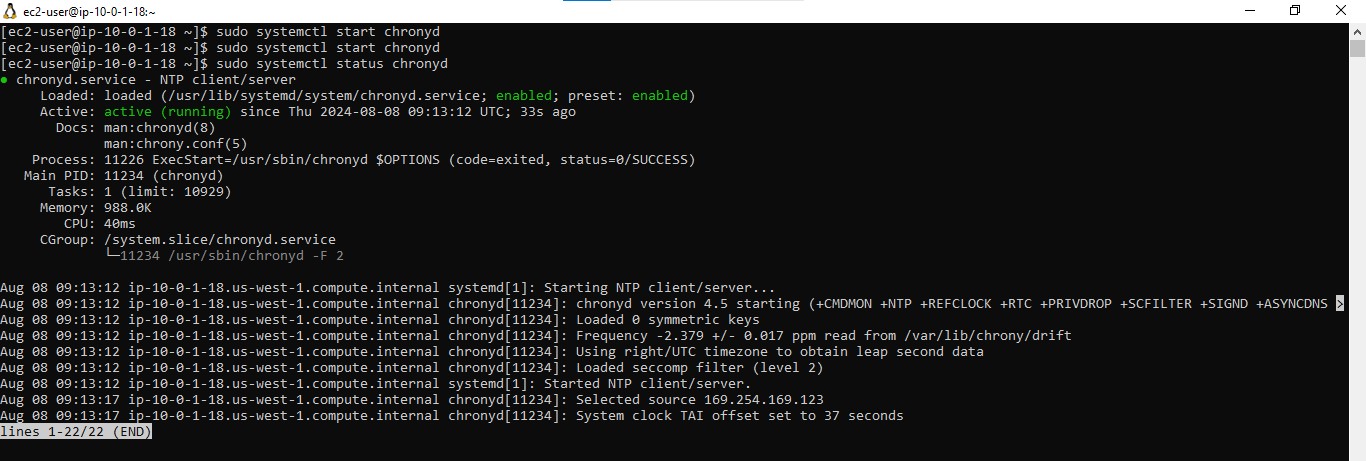 ec2-user@ip-10-0-1-18:~
[ec2-user@ip-10-0-1-18 ~]$ sudo systemctl start chronyd
[ec2-user@ip-10-0-1-18 ~]$ sudo systemctl start chronyd
[ec2-user@ip-10-0-1-18 ~]$ sudo systemctl status chronyd
● chronyd.service - NTP client/server
     Loaded: loaded (/usr/lib/systemd/system/chronyd.service; enabled; preset: enabled)
     Active: active (running) since Thu 2024-08-08 09:13:12 UTC; 33s ago
       Docs: man:chronyd(8)
             man:chrony.conf(5)
    Process: 11226 ExecStart=/usr/sbin/chronyd $OPTIONS (code=exited, status=0/SUCCESS)
   Main PID: 11234 (chronyd)
      Tasks: 1 (limit: 10929)
     Memory: 988.0K
        CPU: 40ms
     CGroup: /system.slice/chronyd.service
             └─11234 /usr/sbin/chronyd -F 2
Aug 08 09:13:12 ip-10-0-1-18.us-west-1.compute.internal systemd[1]: Starting NTP client/server...
Aug 08 09:13:12 ip-10-0-1-18.us-west-1.compute.internal chronyd[11234]: chronyd version 4.5 starting (+CMDMON +NTP +REFCLOCK +RTC +PRIVDROP +SCFILTER +SIGND +ASYNCDNS >
Aug 08 09:13:12 ip-10-0-1-18.us-west-1.compute.internal chronyd[11234]: Loaded 0 symmetric keys
Aug 08 09:13:12 ip-10-0-1-18.us-west-1.compute.internal chronyd[11234]: Frequency -2.379 +/- 0.017 ppm read from /var/lib/chrony/drift
Aug 08 09:13:12 ip-10-0-1-18.us-west-1.compute.internal chronyd[11234]: Using right/UTC timezone to obtain leap second data
Aug 08 09:13:12 ip-10-0-1-18.us-west-1.compute.internal chronyd[11234]: Loaded seccomp filter (level 2)
Aug 08 09:13:12 ip-10-0-1-18.us-west-1.compute.internal systemd[1]: Started NTP client/server.
Aug 08 09:13:17 ip-10-0-1-18.us-west-1.compute.internal chronyd[11234]: Selected source 169.254.169.123
Aug 08 09:13:17 ip-10-0-1-18.us-west-1.compute.internal chronyd[11234]: System clock TAI offset set to 37 seconds
lines 1-22/22 (END)